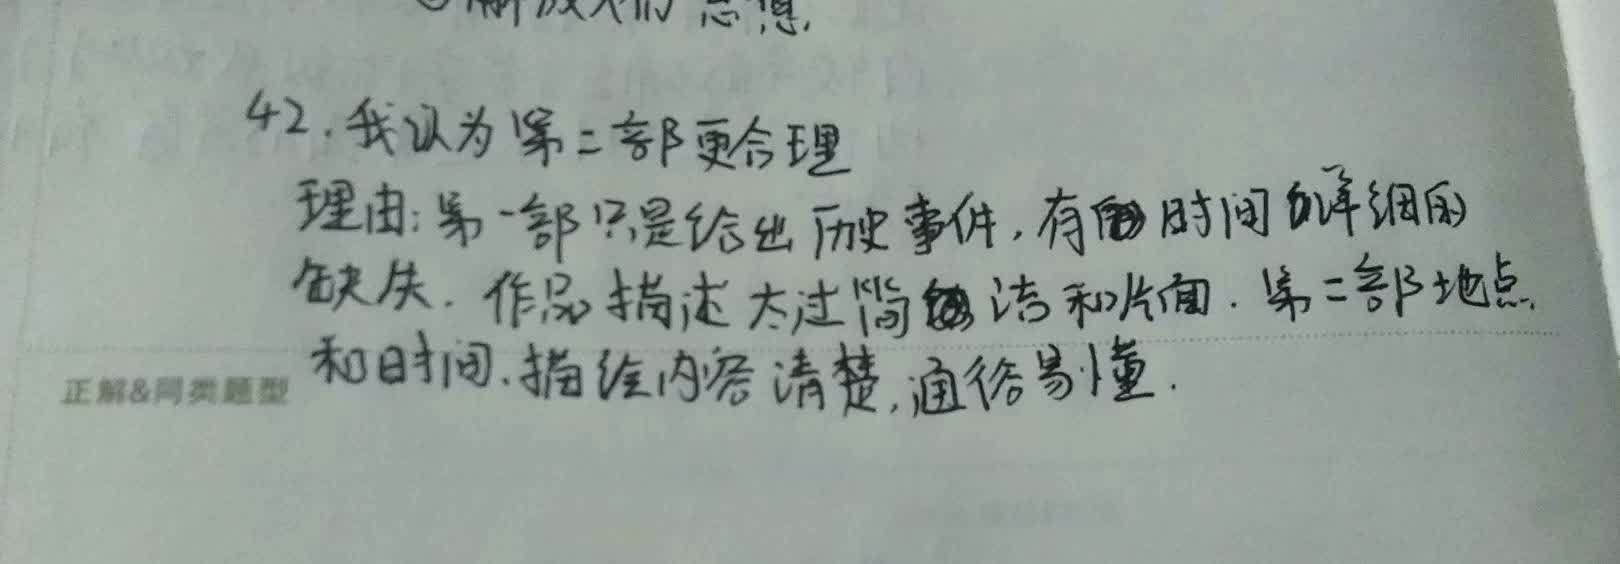 解放人们思想.
42.我认为第二部更合理
理由:第一部只是给出历史事件,有时间详细的
缺失.作品描述太过简洁和片面.第二部地点
和时间.描绘内容清楚,通俗易懂.
正解&同类题型